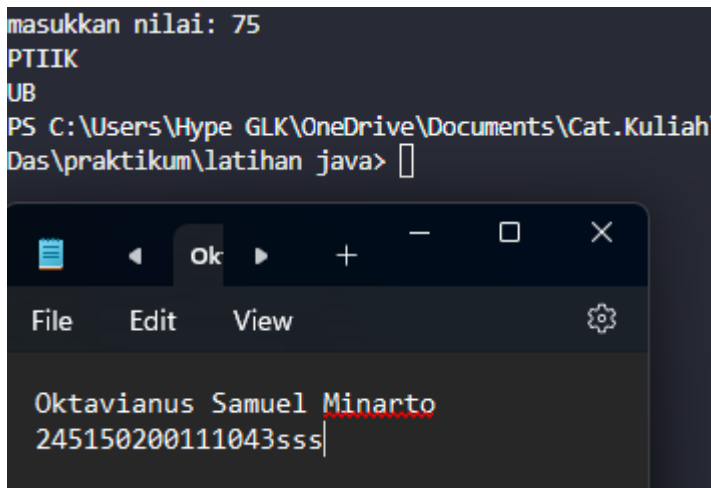 masukkan nilai: 75
PTIIK
UB
PS C:\Users\Hype GLK\OneDrive\Documents\Cat.Kuliah\
Das\praktikum\latihan java>
Ok
File Edit View
Oktavianus Samuel Minarto
245150200111043sss